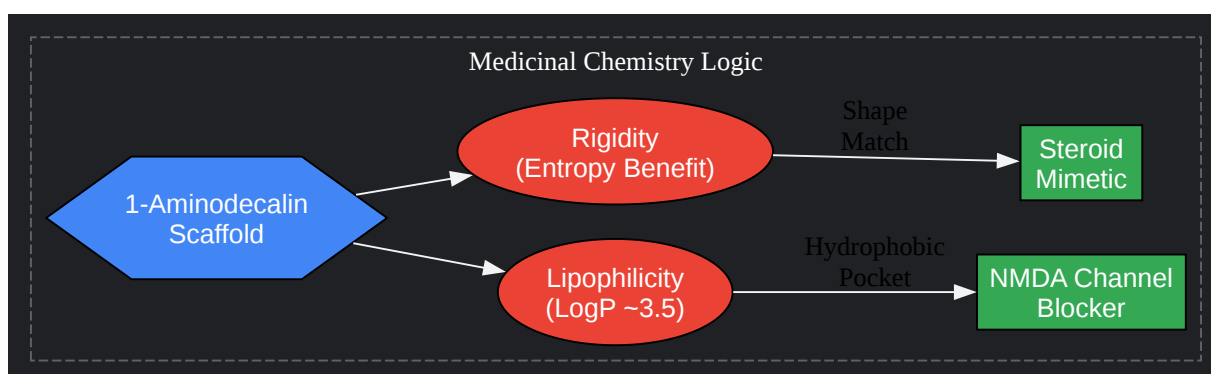 Medicinal Chemistry Logic
1-Aminodecalin
Scaffold
Rigidity
(Entropy Benefit)
Shape
Match
Steroid
Mimetic
Lipophilicity
(LogP ~3.5)
Hydrophobic
Pocket
NMDA Channel
Blocker